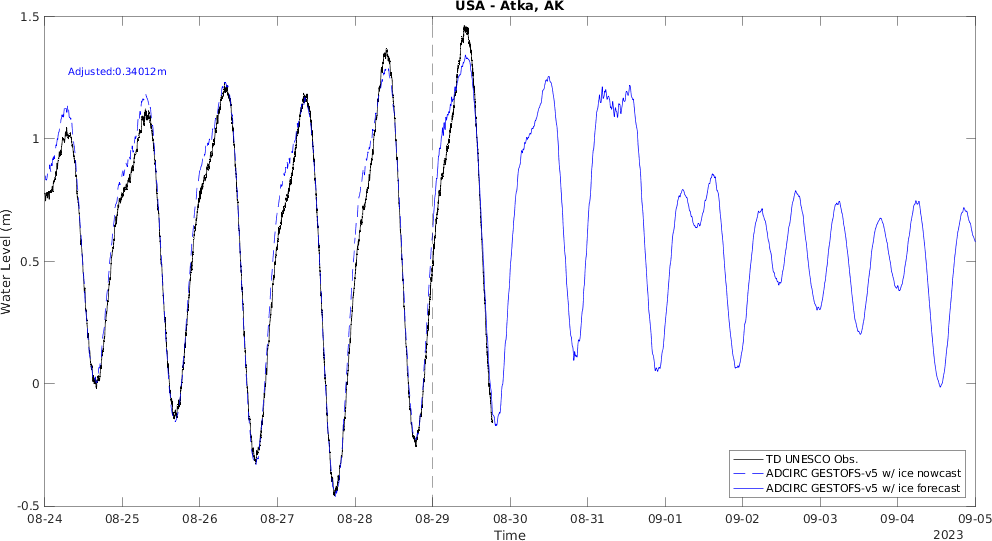 USA - Atka, AK
Adjusted:0.34012m
Water Level (m)
1.5
1
0.5
0
-0.5
08-24 08-25 08-26 08-27 08-28 08-29 08-30 08-31 09-01 09-02 09-03 09-04 09-05
Time
2023
TD UNESCO Obs.
ADCIRC GESTOFS-v5 w/ ice nowcast
ADCIRC GESTOFS-v5 w/ ice forecast